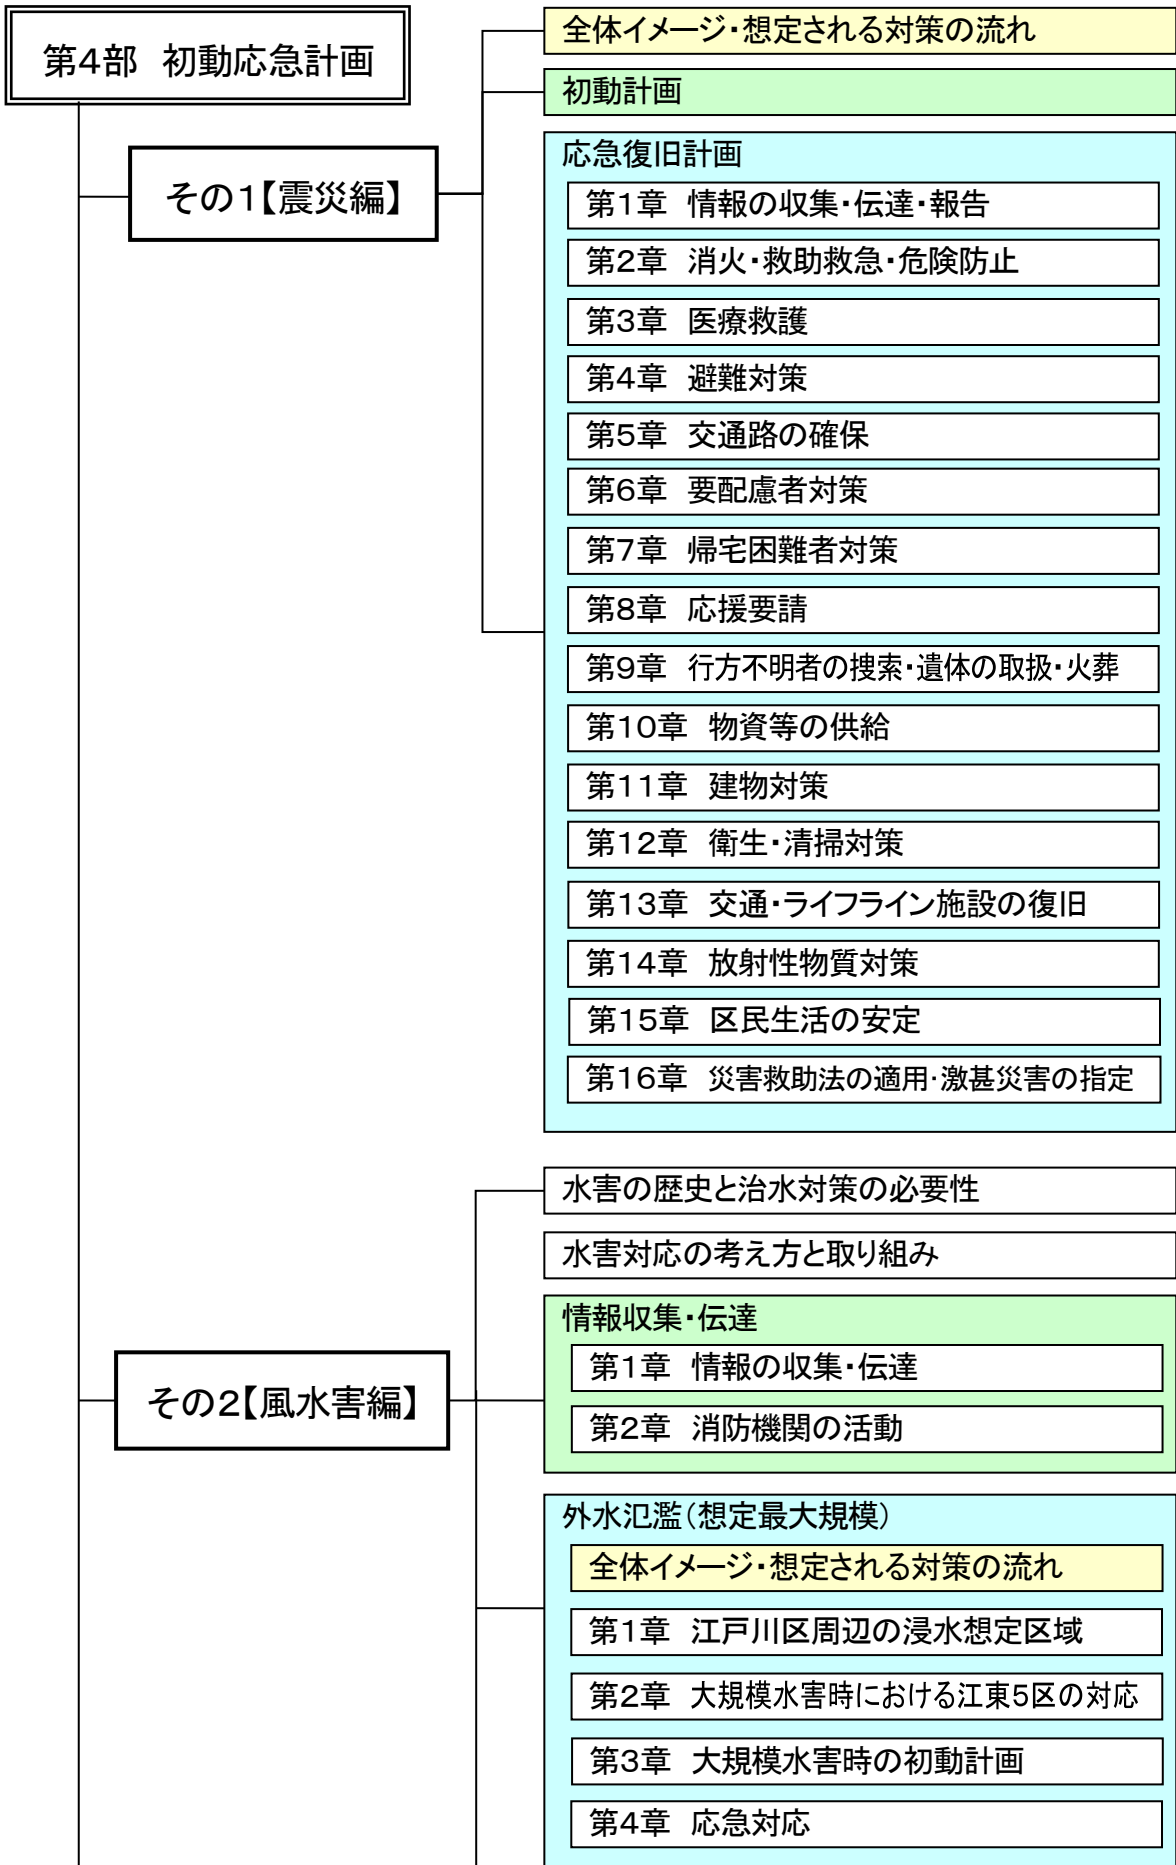 第4部　初動応急計画
その1【震災編】
全体イメージ・想定される対策の流れ
初動計画
応急復旧計画
第1章　情報の収集・伝達・報告
第2章　消火・救助救急・危険防止
第3章　医療救護
第4章　避難対策
第5章　交通路の確保
第6章　要配慮者対策
第7章　帰宅困難者対策
第8章　応援要請
第9章　行方不明者の捜索・遺体の取扱・火葬
第10章　物資等の供給
第11章　建物対策
第12章　衛生・清掃対策
第13章　交通・ライフライン施設の復旧
第14章　放射性物質対策
第15章　区民生活の安定
第16章　災害救助法の適用・激甚災害の指定
その2【風水害編】
水害の歴史と治水対策の必要性
水害対応の考え方と取り組み
情報収集・伝達
第1章　情報の収集・伝達
第2章　消防機関の活動
外水氾濫（想定最大規模）
全体イメージ・想定される対策の流れ
第1章　江戸川区周辺の浸水想定区域
第2章　大規模水害時における江東5区の対応
第3章　大規模水害時の初動計画
第4章　応急対応